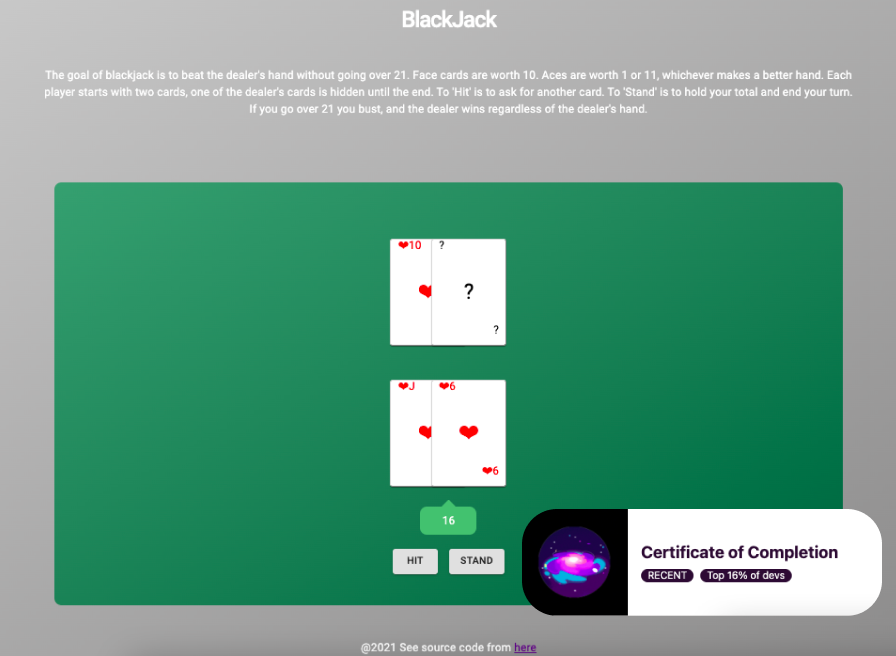 BlackJack
The goal of blackjack is to beat the dealer's hand without going over 21. Face cards are worth 10. Aces are worth 1 or 11, whichever makes a better hand. Each
player starts with two cards, one of the dealer's cards is hidden until the end. To 'Hit' is to ask for another card. To 'Stand' is to hold your total and end your turn.
If you go over 21 you bust, and the dealer wins regardless of the dealer's hand.
❤10 ?
?
?
❤J ❤6
❤6
16
HIT STAND
Certificate of Completion
RECENT Top 16% of devs
@2021 See source code from here